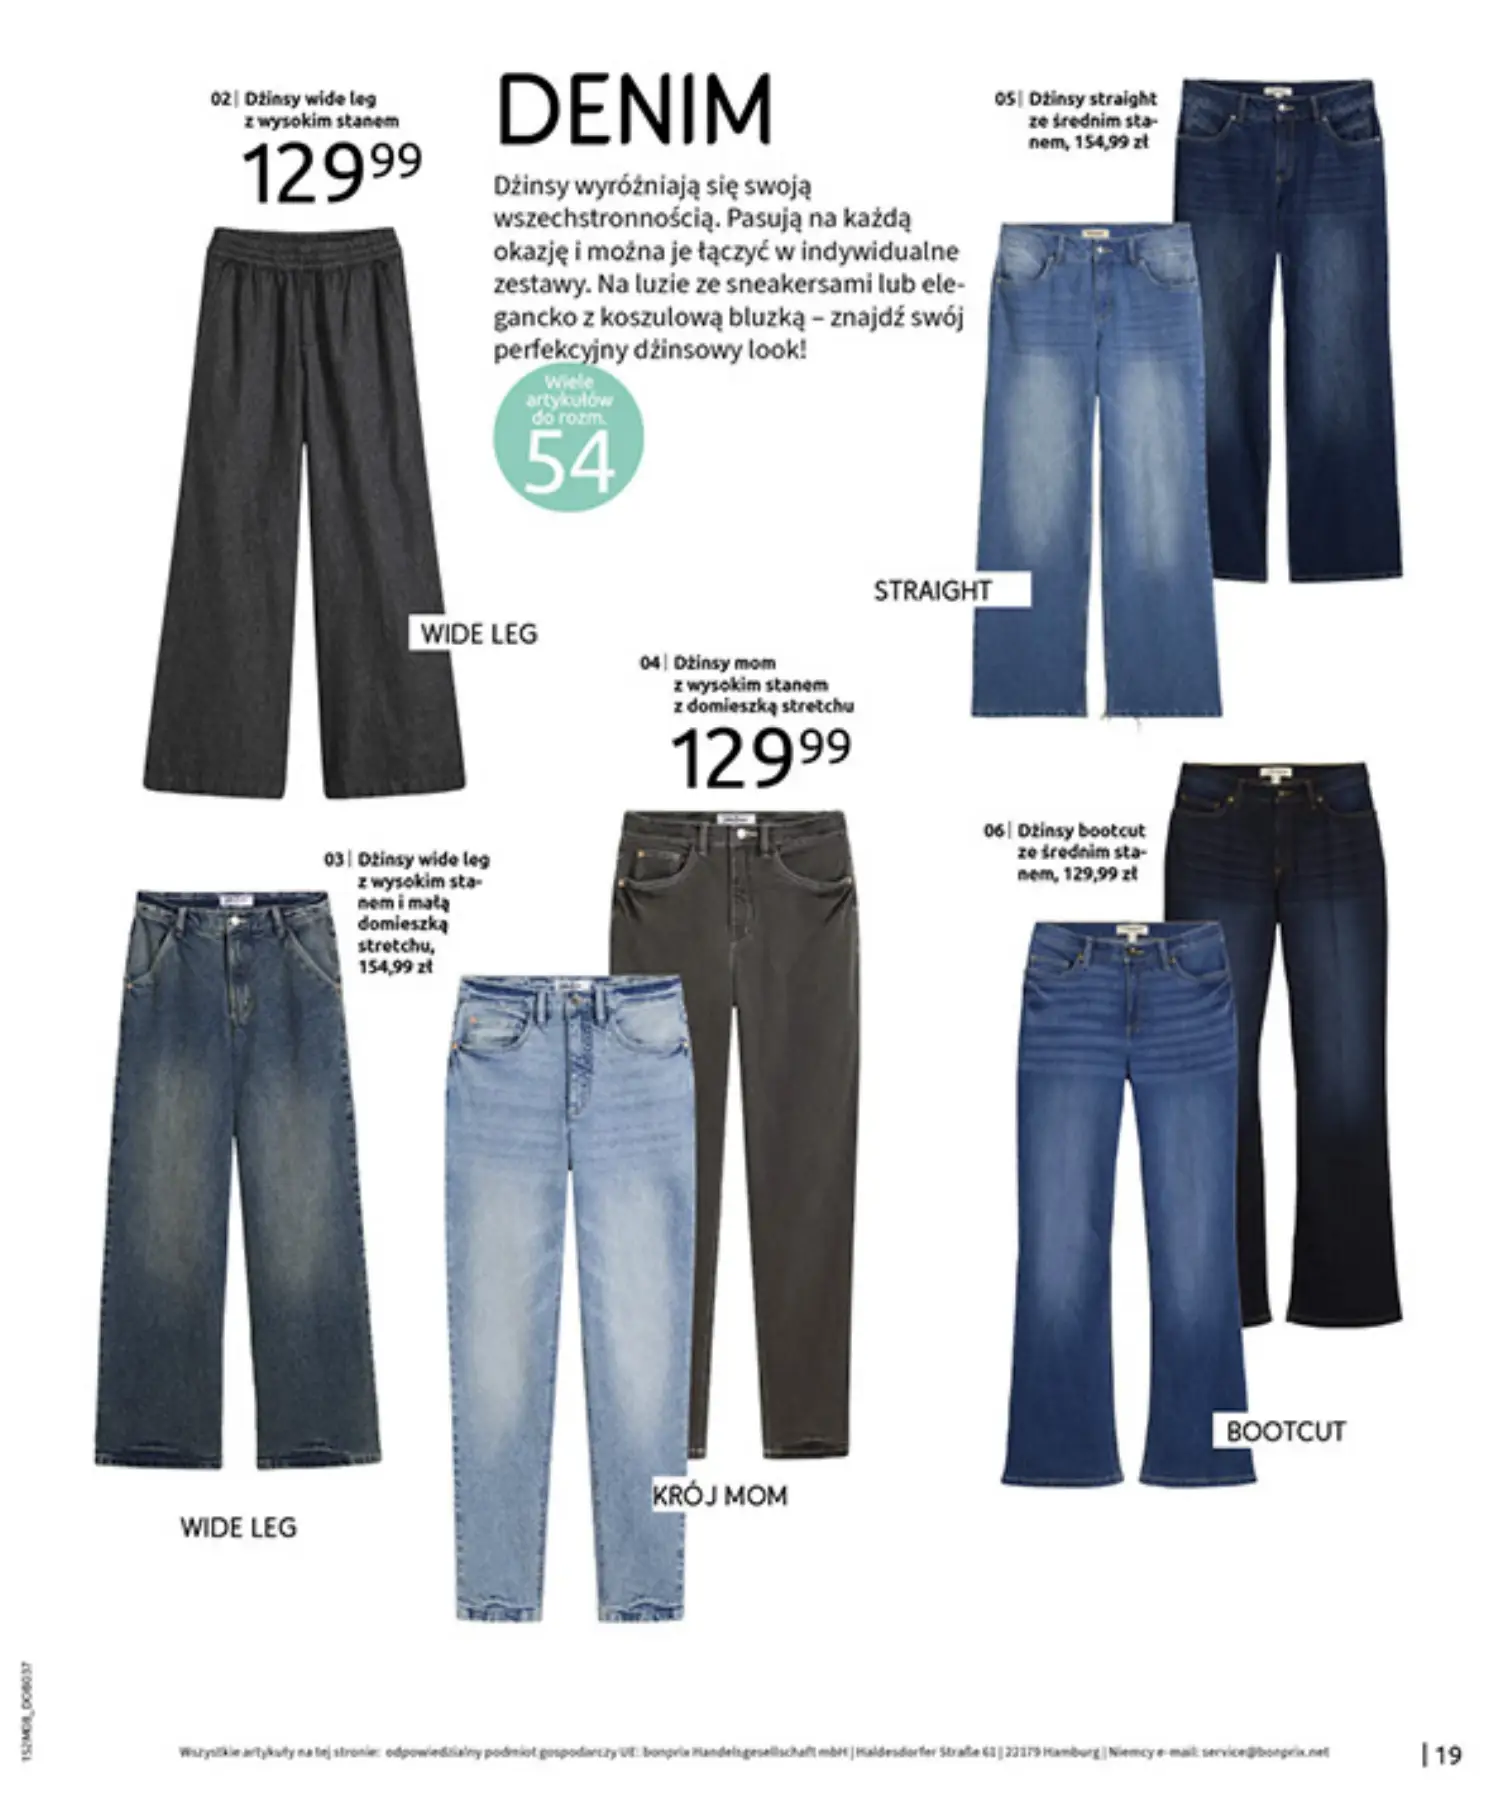 02 | Dżinsy wide leg
z wysokim stanem
129⁹⁹
DENIM
Dżinsy wyróżniają się swoją
wszechstronnością. Pasują na każdą
okazję i można je łączyć w indywidualne
zestawy. Na luzie ze sneakersami lub ele-
gancko z koszulową bluzką – znajdź swój
perfekcyjny dżinsowy look!
Wiele
artykułów
do rozm.
54
05 | Dżinsy straight
ze średnim sta-
nem, 154,99 zł
STRAIGHT
WIDE LEG
04 | Dżinsy mom
z wysokim stanem
z domieszką stretchu
129⁹⁹
03 | Dżinsy wide leg
z wysokim sta-
nem i małą
domieszką
stretchu,
154,99 zł
06 | Dżinsy bootcut
ze średnim sta-
nem, 129,99 zł
BOOTCUT
KRÓJ MOM
WIDE LEG
152M08_DOB037
Wszystkie artykuły na tej stronie: odpowiedzialny podmiot gospodarczy UE: bonprix Handelsgesellschaft mbH | Haldesdorfer Straße 61 | 22179 Hamburg | Niemcy e-mail: service@bonprix.net
| 19